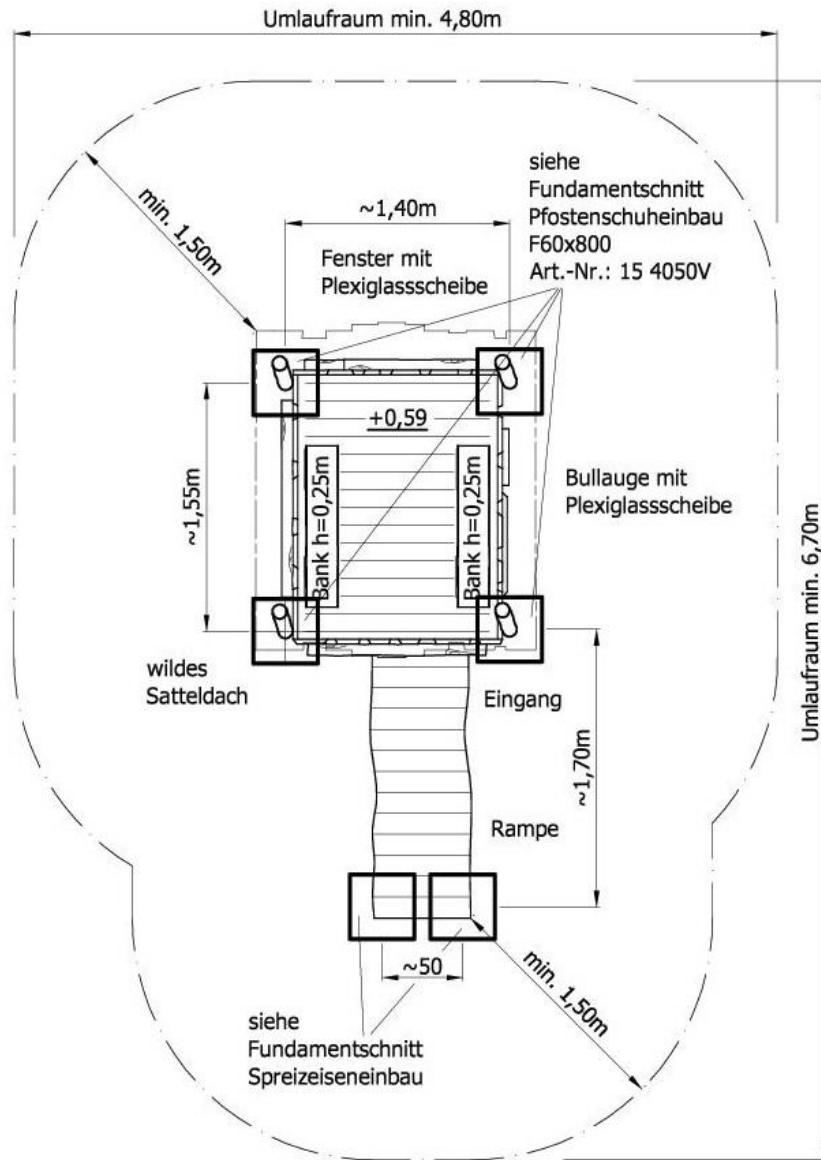 Umlaufraum min. 4,80m
siehe
Fundamentschnitt
Pfostenschuheinbau
F60x800
Art.-Nr.: 15 4050V
min. 1,50m
~1,40m
Fenster mit
Plexiglassscheibe
+0,59
~1,55m
Bank h=0,25m
Bank h=0,25m
Bullauge mit
Plexiglassscheibe
Umlaufraum min. 6,70m
wildes
Satteldach
Eingang
~1,70m
Rampe
~50
min. 1,50m
siehe
Fundamentschnitt
Spreizeiseneinbau